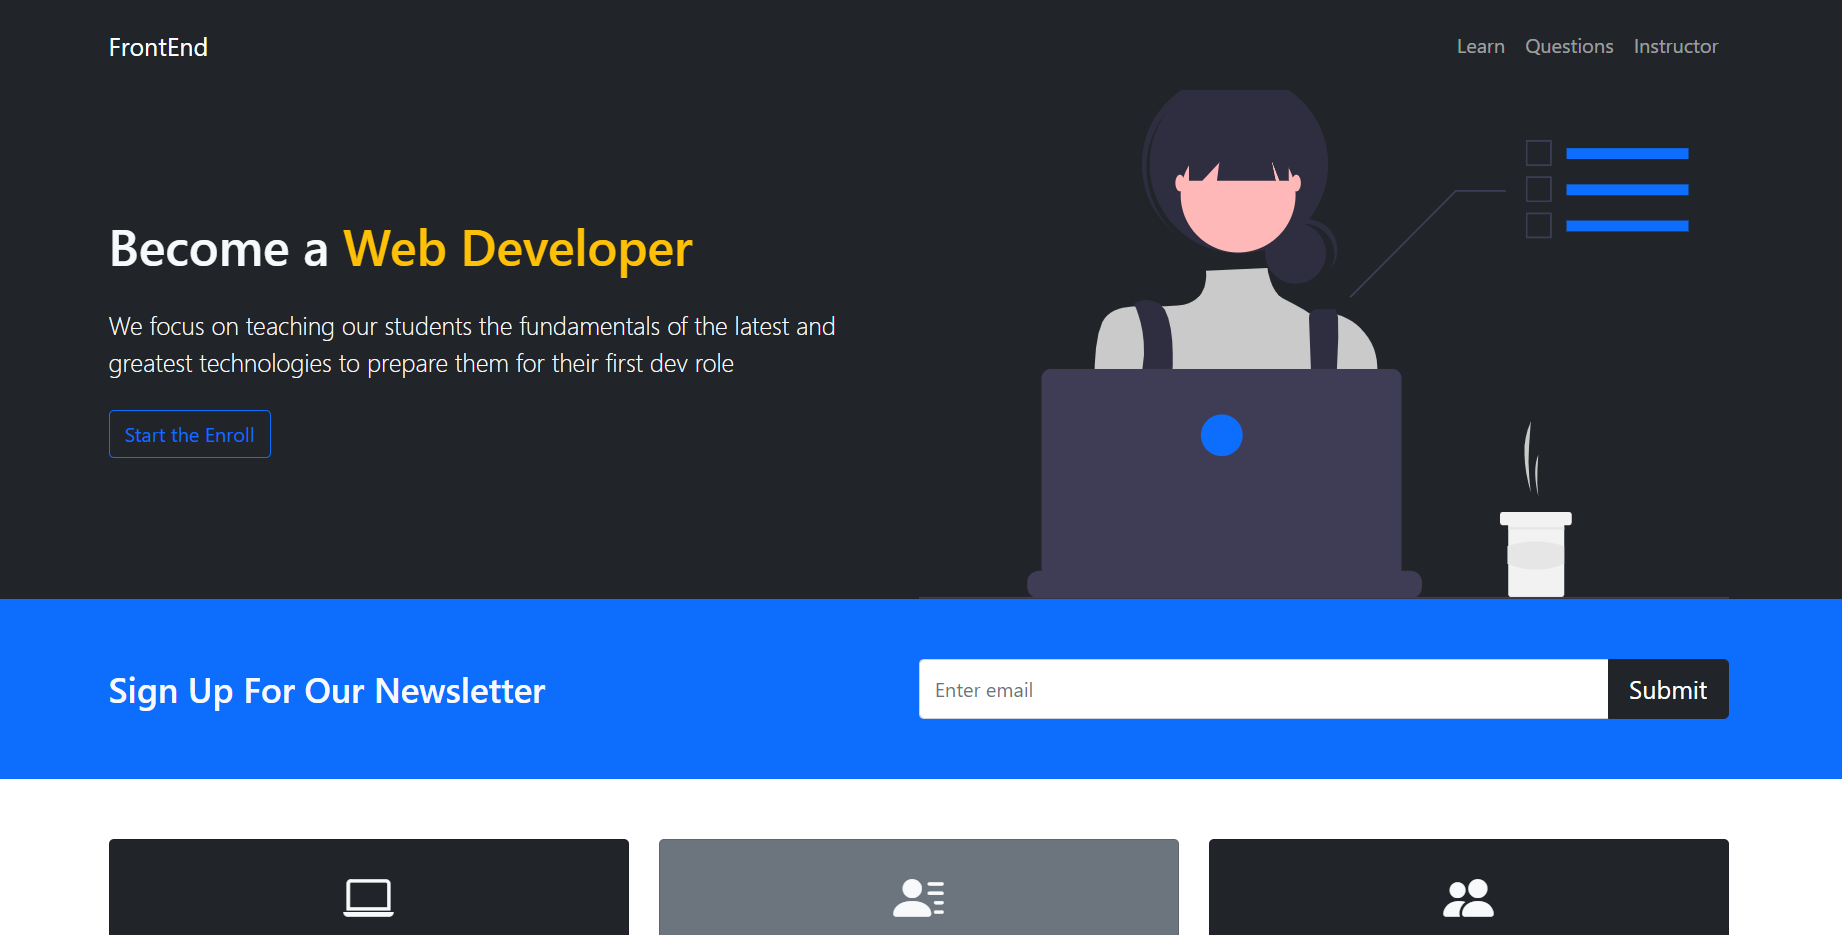 FrontEnd
Learn Questions Instructor
Become a Web Developer
We focus on teaching our students the fundamentals of the latest and
greatest technologies to prepare them for their first dev role
Start the Enroll
Sign Up For Our Newsletter
Enter email
Submit